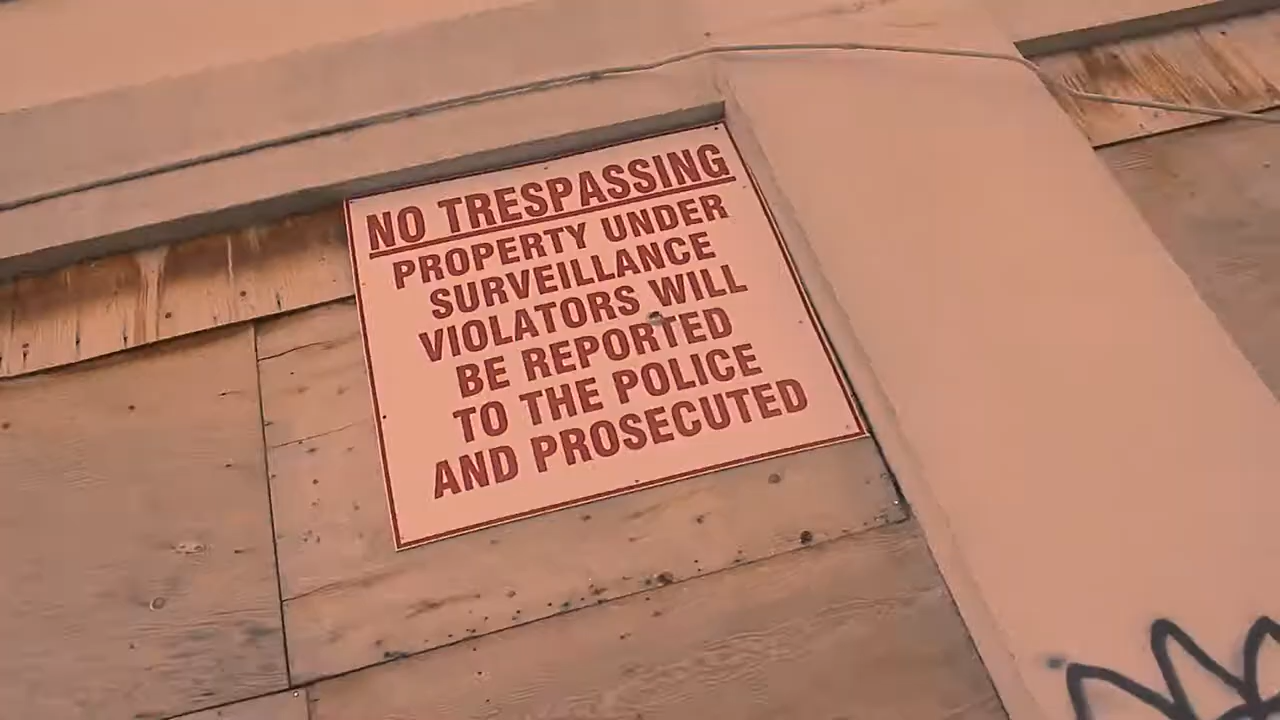 NO TRESPASSING
PROPERTY UNDER
SURVEILLANCE
VIOLATORS WILL
BE REPORTED
TO THE POLICE
AND PROSECUTED